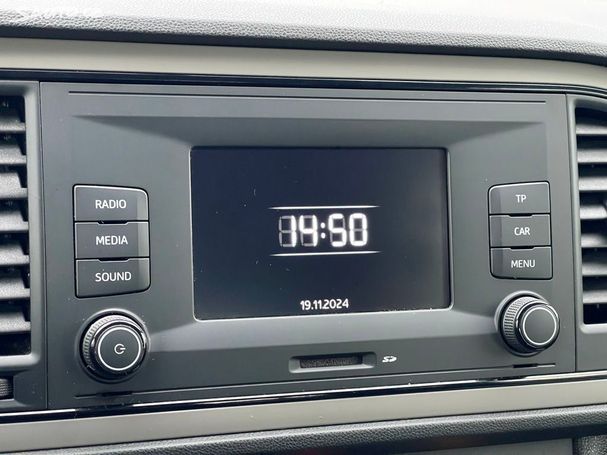 RADIO
MEDIA
SOUND
14:50
19.11.2024
TP
CAR
MENU
SD